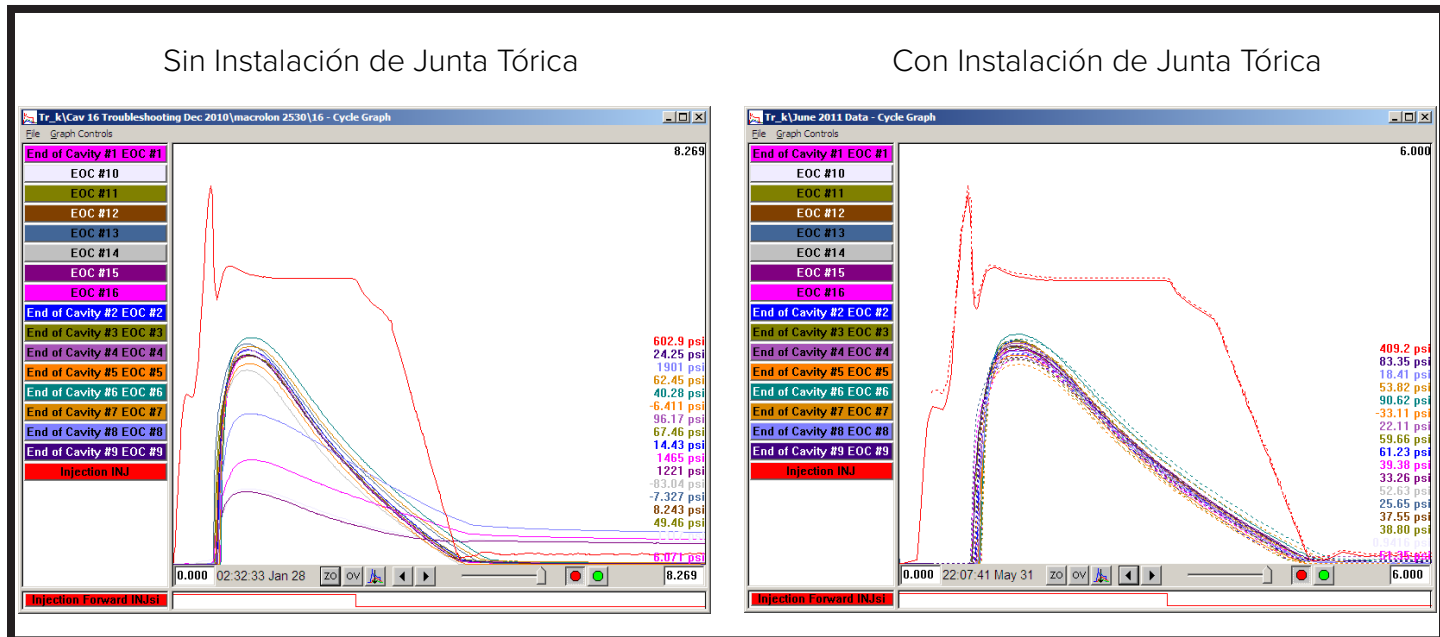 Sin Instalación de Junta Tórica
Tr_k\Cav 16 Troubleshooting Dec 2010\macrolon 2530\16 - Cycle Graph
File Graph Controls
End of Cavity #1 EOC #1
EOC #10
EOC #11
EOC #12
EOC #13
EOC #14
EOC #15
EOC #16
End of Cavity #2 EOC #2
End of Cavity #3 EOC #3
End of Cavity #4 EOC #4
End of Cavity #5 EOC #5
End of Cavity #6 EOC #6
End of Cavity #7 EOC #7
End of Cavity #8 EOC #8
End of Cavity #9 EOC #9
Injection INJ
8.269
602.9 psi
24.25 psi
1901 psi
62.45 psi
40.28 psi
-6.411 psi
96.17 psi
67.46 psi
14.43 psi
1465 psi
1221 psi
-83.04 psi
-7.327 psi
8.243 psi
49.46 psi
6.071 psi
0.000 02:32:33 Jan 28 ZO OV 8.269
Injection Forward INJsi
Con Instalación de Junta Tórica
Tr_k\June 2011 Data - Cycle Graph
File Graph Controls
End of Cavity #1 EOC #1
EOC #10
EOC #11
EOC #12
EOC #13
EOC #14
EOC #15
EOC #16
End of Cavity #2 EOC #2
End of Cavity #3 EOC #3
End of Cavity #4 EOC #4
End of Cavity #5 EOC #5
End of Cavity #6 EOC #6
End of Cavity #7 EOC #7
End of Cavity #8 EOC #8
End of Cavity #9 EOC #9
Injection INJ
6.000
409.2 psi
83.35 psi
18.41 psi
53.82 psi
90.62 psi
-33.11 psi
22.11 psi
59.66 psi
61.23 psi
39.38 psi
33.26 psi
52.63 psi
25.65 psi
37.55 psi
38.80 psi
0.000 22:07:41 May 31 ZO OV 6.000
Injection Forward INJsi